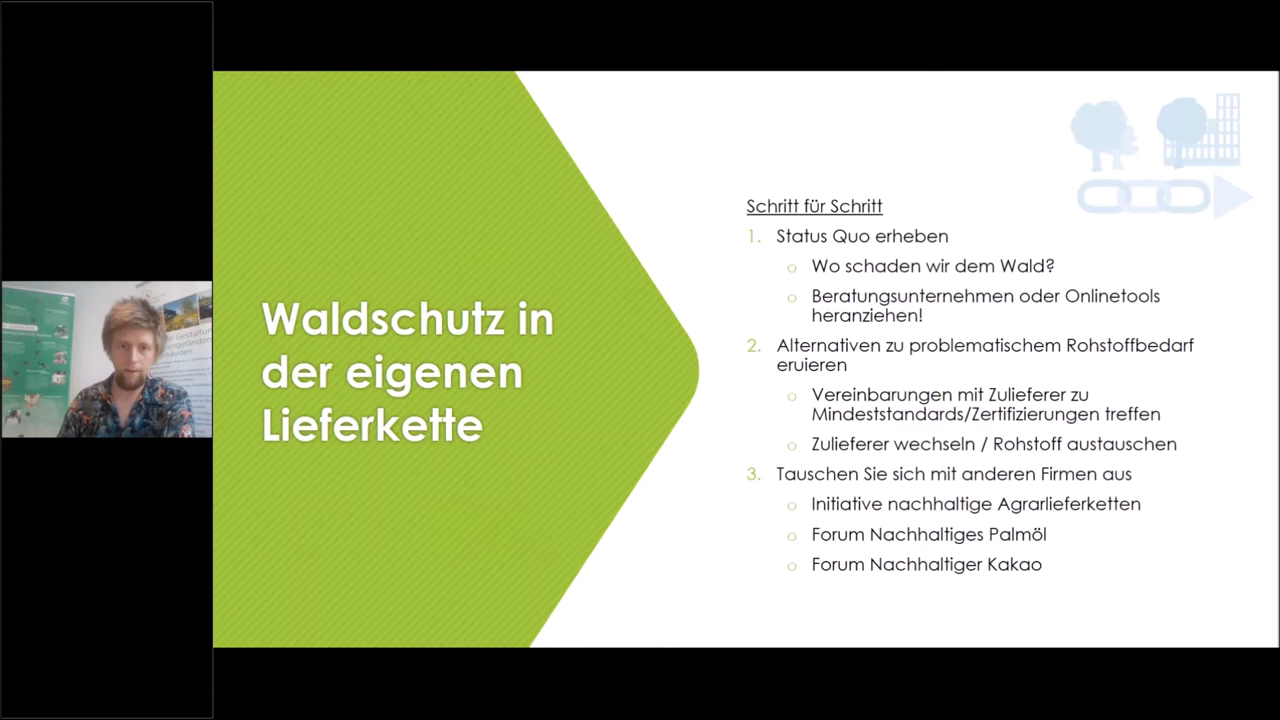 Waldschutz in
der eigenen
Lieferkette
Schritt für Schritt
1. Status Quo erheben
o Wo schaden wir dem Wald?
o Beratungsunternehmen oder Onlinetools
heranziehen!
2. Alternativen zu problematischem Rohstoffbedarf
eruieren
o Vereinbarungen mit Zulieferer zu
Mindeststandards/Zertifizierungen treffen
o Zulieferer wechseln / Rohstoff austauschen
3. Tauschen Sie sich mit anderen Firmen aus
o Initiative nachhaltige Agrarlieferketten
o Forum Nachhaltiges Palmöl
o Forum Nachhaltiger Kakao